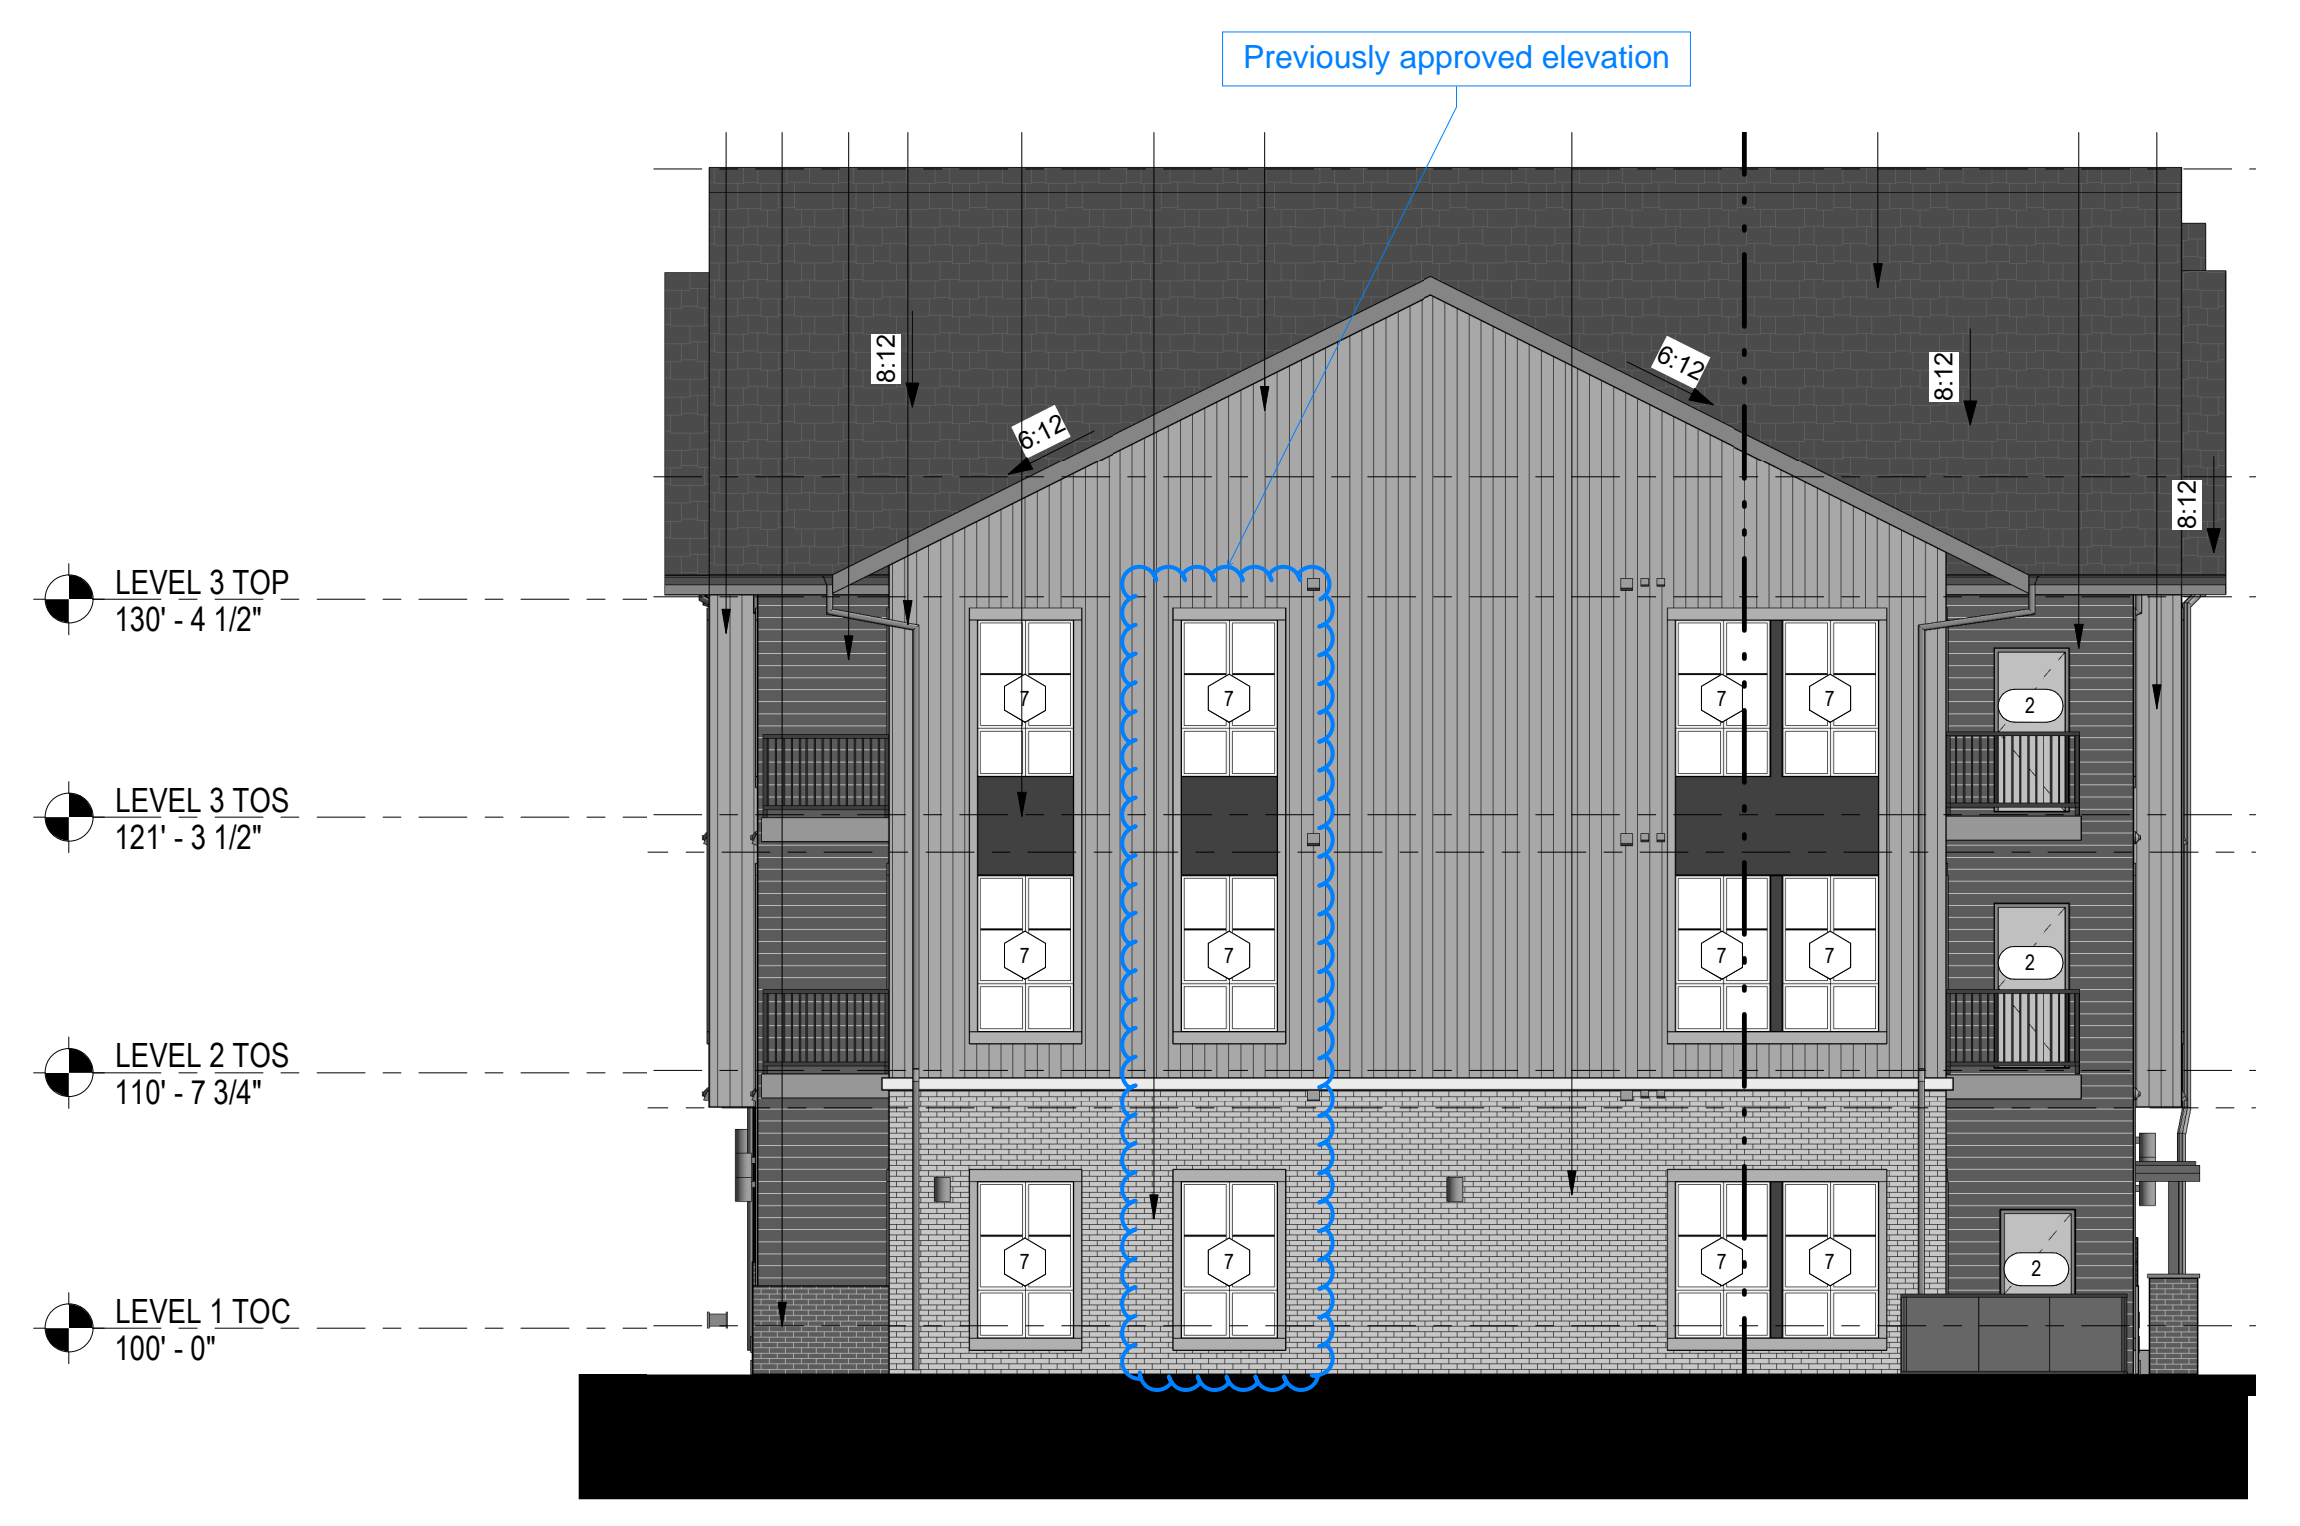 Previously approved elevation
8:12
6:12
8:12
6:12
8:12
LEVEL 3 TOP
130' - 4 1/2"
7
7
7
7
2
LEVEL 3 TOS
121' - 3 1/2"
7
7
7
7
2
LEVEL 2 TOS
110' - 7 3/4"
7
7
7
7
2
LEVEL 1 TOC
100' - 0"